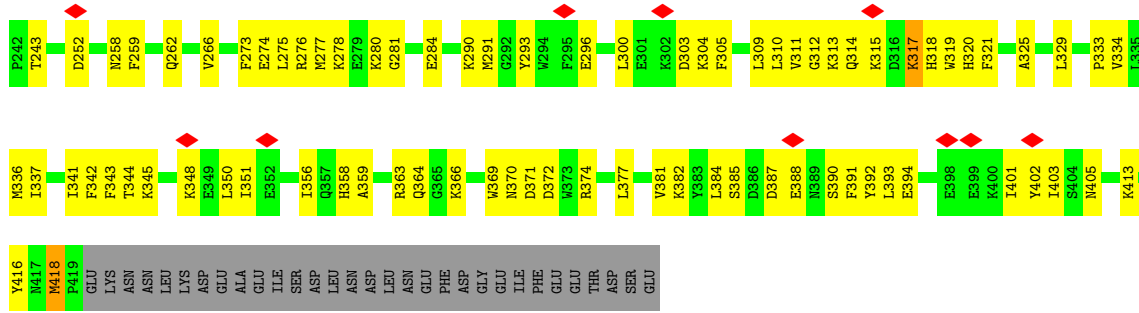 P242 T243 D252 N258 F259 Q262 V266 F273 E274 L275 R276 M277 K278 E279 K280 G281 E284 K290 M291 G292 Y293 W294 F295 E296 L300 E301 K302 D303 K304 F305 L309 L310 V311 G312 K313 Q314 K315 D316 K317 H318 W319 H320 F321 A325 L329 P333 V334 L335
M336 I337 I341 F342 F343 T344 K345 K348 E349 L350 I351 E352 I356 Q357 H358 A359 R363 Q364 G365 K366 W369 N370 D371 D372 W373 R374 L377 V381 K382 Y383 L384 S385 D386 D387 E388 N389 S390 F391 Y392 L393 E394 E398 E399 K400 I401 Y402 I403 S404 N405 K413
Y416 N417 M418 P419 GLU LYS ASN ASN LEU LYS ASP GLU ALA GLU ILE SER ASP LEU ASN ASP LEU ASN GLU PHE ASP GLY GLU ILE PHE GLU GLU THR ASP SER GLU